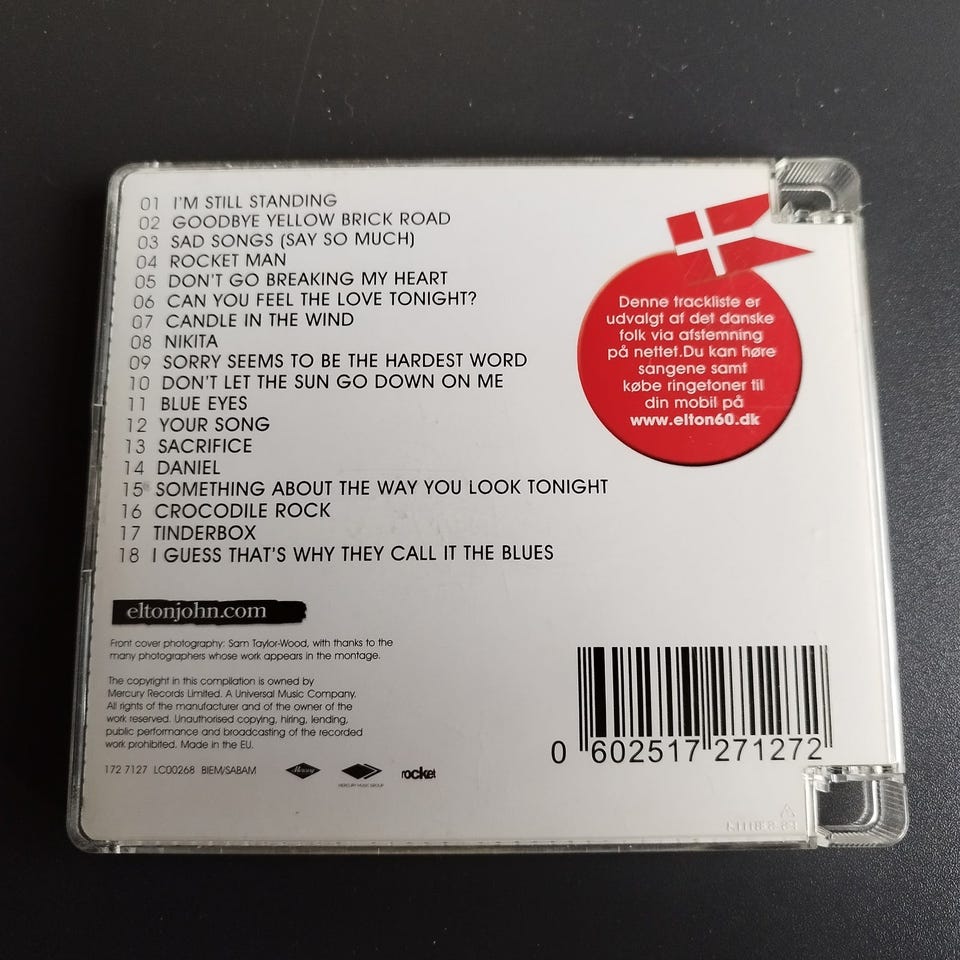 01 I'M STILL STANDING
02 GOODBYE YELLOW BRICK ROAD
03 SAD SONGS (SAY SO MUCH)
04 ROCKET MAN
05 DON'T GO BREAKING MY HEART
06 CAN YOU FEEL THE LOVE TONIGHT?
07 CANDLE IN THE WIND
08 NIKITA
09 SORRY SEEMS TO BE THE HARDEST WORD
10 DON'T LET THE SUN GO DOWN ON ME
11 BLUE EYES
12 YOUR SONG
13 SACRIFICE
14 DANIEL
15 SOMETHING ABOUT THE WAY YOU LOOK TONIGHT
16 CROCODILE ROCK
17 TINDERBOX
18 I GUESS THAT'S WHY THEY CALL IT THE BLUES
Denne trackliste er
udvalgt af det danske
folk via afstemning
på nettet.Du kan høre
sangene samt
købe ringetoner til
din mobil på
www.elton60.dk
eltonjohn.com
Front cover photography: Sam Taylor-Wood, with thanks to the
many photographers whose work appears in the montage.
The copyright in this compilation is owned by
Mercury Records Limited. A Universal Music Company.
All rights of the manufacturer and of the owner of the
work reserved. Unauthorised copying, hiring, lending,
public performance and broadcasting of the recorded
work prohibited. Made in the EU.
172 7127 LC00268 BIEM/SABAM
Mercury
MERCURY MUSIC GROUP
rocket
0 602517 271272